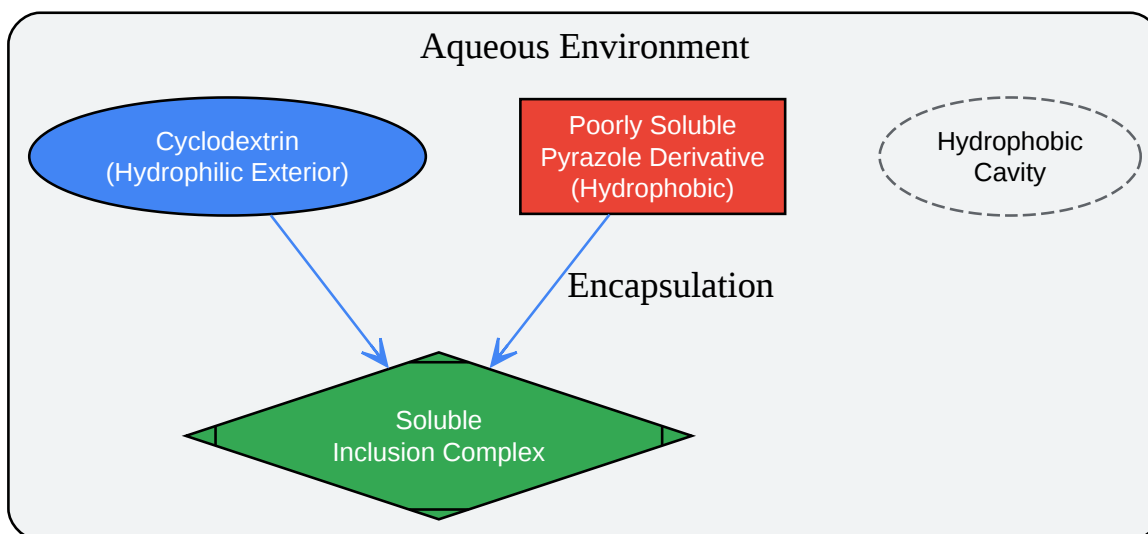 Aqueous Environment
Cyclodextrin
(Hydrophilic Exterior)
Poorly Soluble
Pyrazole Derivative
(Hydrophobic)
Hydrophobic
Cavity
Encapsulation
Soluble
Inclusion Complex